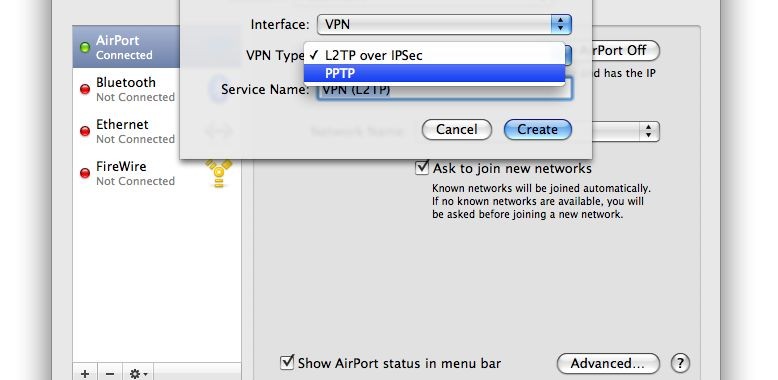 Interface: VPN
VPN Type
✓ L2TP over IPSec
PPTP
Service Name: VPN (L2TP)
Cancel
Create
AirPort
Connected
Bluetooth
Not Connected
Ethernet
Not Connected
FireWire
Not Connected
rPort Off
d has the IP
Network Name:
Ask to join new networks
Known networks will be joined automatically.
If no known networks are available, you will
be asked before joining a new network.
Show AirPort status in menu bar
Advanced...
?